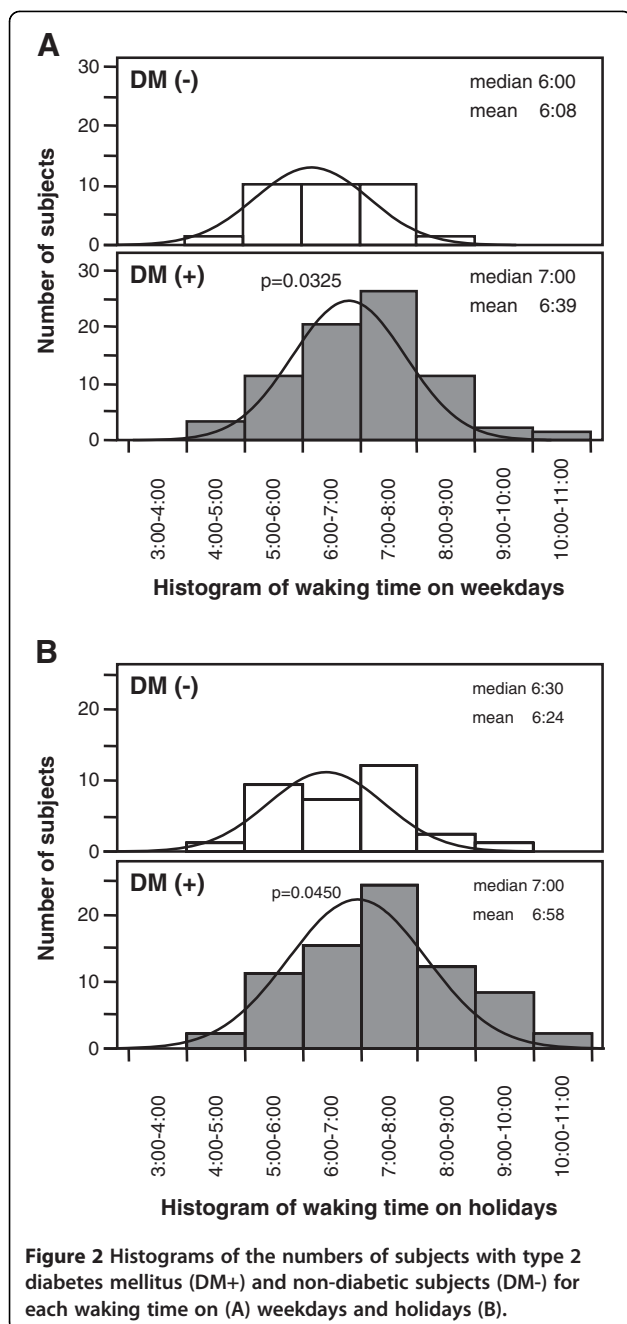 A
DM (-)
median 6:00
mean 6:08
30
20
10
0
DM (+)
p=0.0325
median 7:00
mean 6:39
30
20
10
0
Number of subjects
3:00-4:00
4:00-5:00
5:00-6:00
6:00-7:00
7:00-8:00
8:00-9:00
9:00-10:00
10:00-11:00
Histogram of waking time on weekdays
B
DM (-)
median 6:30
mean 6:24
20
10
0
DM (+)
p=0.0450
median 7:00
mean 6:58
20
10
0
Number of subjects
3:00-4:00
4:00-5:00
5:00-6:00
6:00-7:00
7:00-8:00
8:00-9:00
9:00-10:00
10:00-11:00
Histogram of waking time on holidays
Figure 2 Histograms of the numbers of subjects with type 2
diabetes mellitus (DM+) and non-diabetic subjects (DM-) for
each waking time on (A) weekdays and holidays (B).